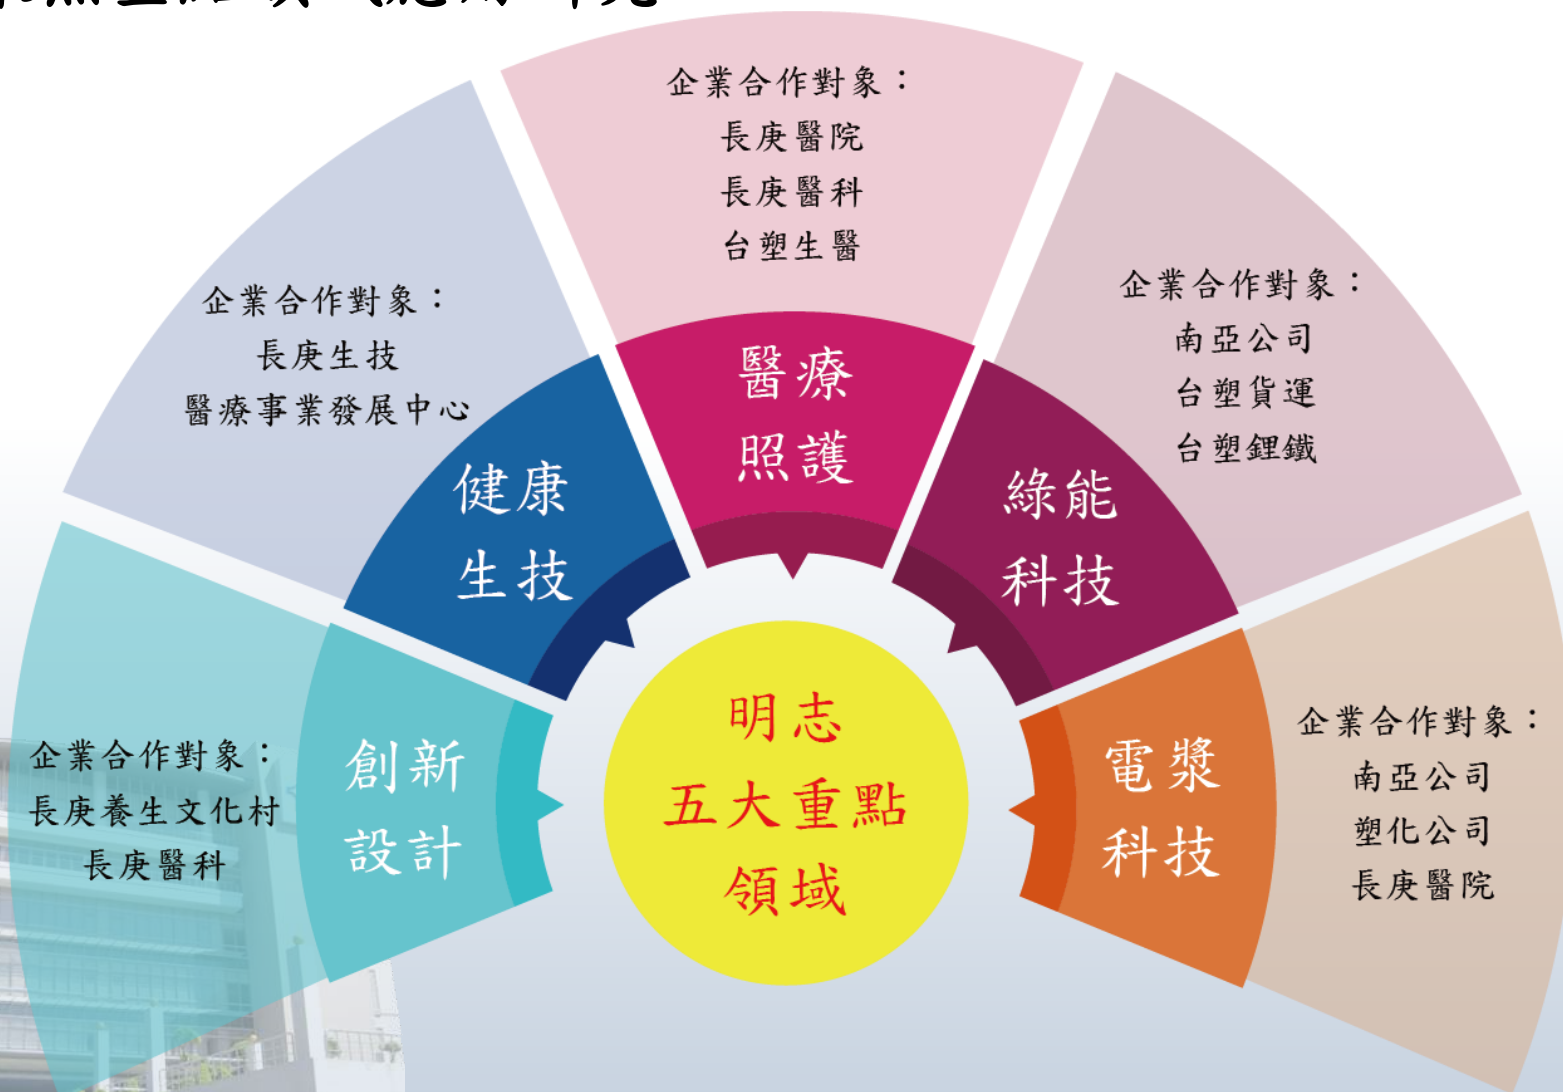 企業合作對象：
長庚養生文化村
長庚醫科
創新
設計
企業合作對象：
長庚生技
醫療事業發展中心
健康
生技
企業合作對象：
長庚醫院
長庚醫科
台塑生醫
醫療
照護
企業合作對象：
南亞公司
台塑貨運
台塑鋰鐵
綠能
科技
企業合作對象：
南亞公司
塑化公司
長庚醫院
電漿
科技
明志
五大重點
領域